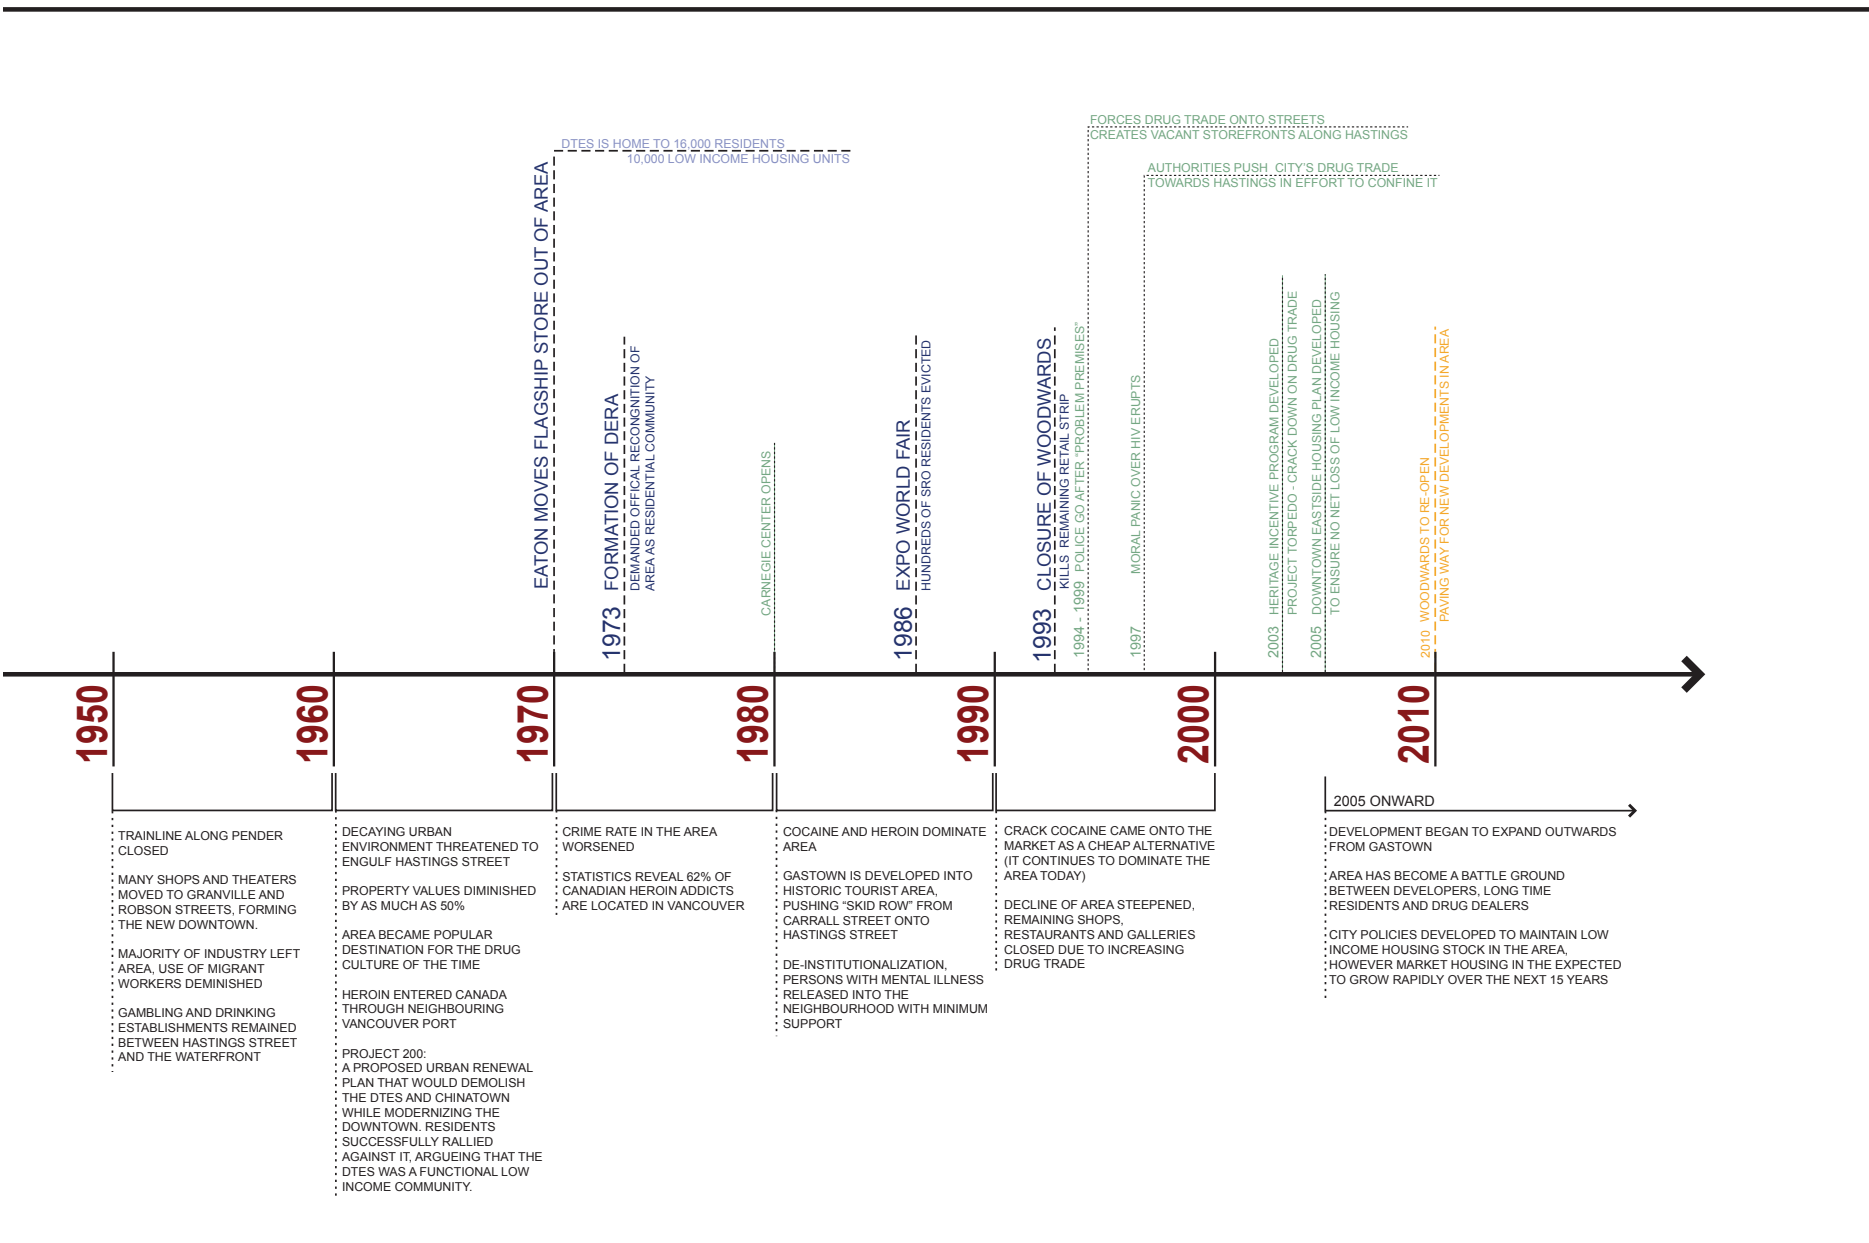 DTES IS HOME TO 16,000 RESIDENTS
10,000 LOW INCOME HOUSING UNITS
FORCES DRUG TRADE ONTO STREETS
CREATES VACANT STOREFRONTS ALONG HASTINGS
AUTHORITIES PUSH CITY'S DRUG TRADE
TOWARDS HASTINGS IN EFFORT TO CONFINE IT
EATON MOVES FLAGSHIP STORE OUT OF AREA
1973 FORMATION OF DERA
DEMANDED OFFICAL RECONGNITION OF
AREA AS RESIDENTIAL COMMUNITY
CARNEGIE CENTER OPENS
1986 EXPO WORLD FAIR
HUNDREDS OF SRO RESIDENTS EVICTED
1993 CLOSURE OF WOODWARDS
KILLS REMAINING RETAIL STRIP
1994 - 1999 POLICE GO AFTER "PROBLEM PREMISES"
1997 MORAL PANIC OVER HIV ERUPTS
2003 HERITAGE INCENTIVE PROGRAM DEVELOPED
PROJECT TORPEDO - CRACK DOWN ON DRUG TRADE
2005 DOWNTOWN EASTSIDE HOUSING PLAN DEVELOPED
TO ENSURE NO NET LOSS OF LOW INCOME HOUSING
2010 WOODWARDS TO RE-OPEN
PAVING WAY FOR NEW DEVELOPMENTS IN AREA
1950
1960
1970
1980
1990
2000
2010
TRAINLINE ALONG PENDER
CLOSED
MANY SHOPS AND THEATERS
MOVED TO GRANVILLE AND
ROBSON STREETS, FORMING
THE NEW DOWNTOWN.
MAJORITY OF INDUSTRY LEFT
AREA, USE OF MIGRANT
WORKERS DEMINISHED
GAMBLING AND DRINKING
ESTABLISHMENTS REMAINED
BETWEEN HASTINGS STREET
AND THE WATERFRONT
DECAYING URBAN
ENVIRONMENT THREATENED TO
ENGULF HASTINGS STREET
PROPERTY VALUES DIMINISHED
BY AS MUCH AS 50%
AREA BECAME POPULAR
DESTINATION FOR THE DRUG
CULTURE OF THE TIME
HEROIN ENTERED CANADA
THROUGH NEIGHBOURING
VANCOUVER PORT
PROJECT 200:
A PROPOSED URBAN RENEWAL
PLAN THAT WOULD DEMOLISH
THE DTES AND CHINATOWN
WHILE MODERNIZING THE
DOWNTOWN. RESIDENTS
SUCCESSFULLY RALLIED
AGAINST IT, ARGUEING THAT THE
DTES WAS A FUNCTIONAL LOW
INCOME COMMUNITY.
CRIME RATE IN THE AREA
WORSENED
STATISTICS REVEAL 62% OF
CANADIAN HEROIN ADDICTS
ARE LOCATED IN VANCOUVER
COCAINE AND HEROIN DOMINATE
AREA
GASTOWN IS DEVELOPED INTO
HISTORIC TOURIST AREA,
PUSHING "SKID ROW" FROM
CARRALL STREET ONTO
HASTINGS STREET
DE-INSTITUTIONALIZATION,
PERSONS WITH MENTAL ILLNESS
RELEASED INTO THE
NEIGHBOURHOOD WITH MINIMUM
SUPPORT
CRACK COCAINE CAME ONTO THE
MARKET AS A CHEAP ALTERNATIVE
(IT CONTINUES TO DOMINATE THE
AREA TODAY)
DECLINE OF AREA STEEPENED,
REMAINING SHOPS,
RESTAURANTS AND GALLERIES
CLOSED DUE TO INCREASING
DRUG TRADE
2005 ONWARD
DEVELOPMENT BEGAN TO EXPAND OUTWARDS
FROM GASTOWN
AREA HAS BECOME A BATTLE GROUND
BETWEEN DEVELOPERS, LONG TIME
RESIDENTS AND DRUG DEALERS
CITY POLICIES DEVELOPED TO MAINTAIN LOW
INCOME HOUSING STOCK IN THE AREA,
HOWEVER MARKET HOUSING IN THE EXPECTED
TO GROW RAPIDLY OVER THE NEXT 15 YEARS